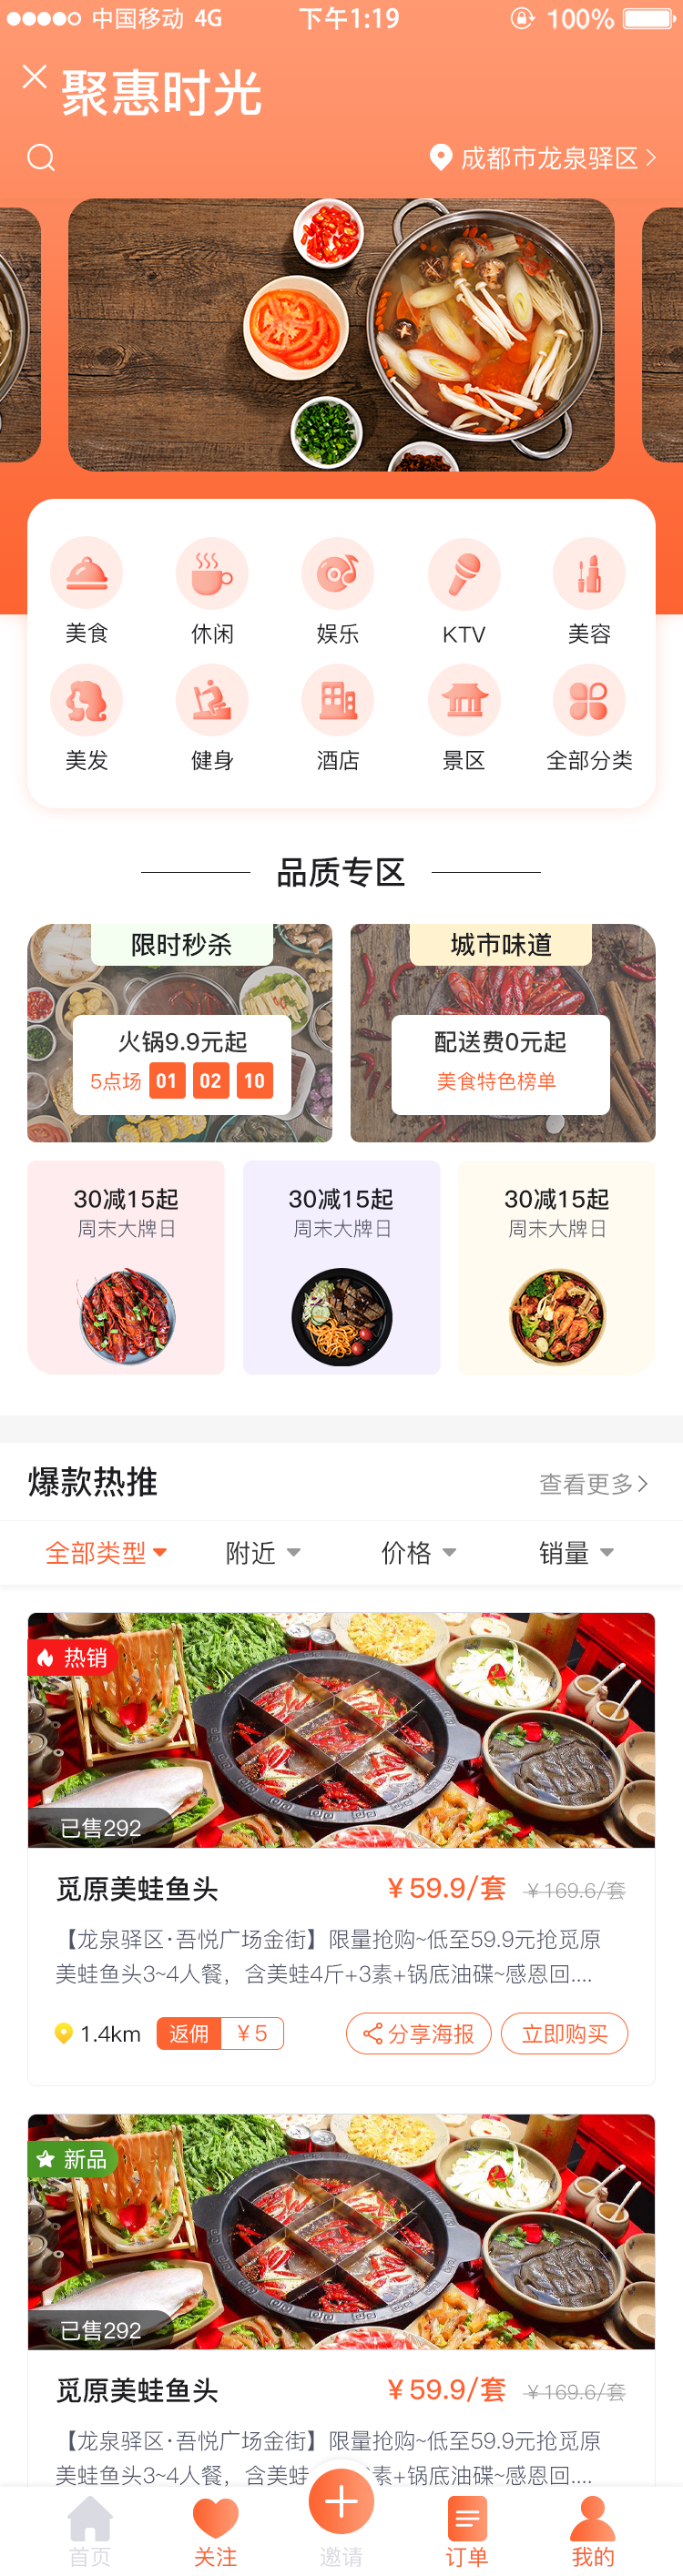 中国移动 4G 下午1:19 100%
聚惠时光
成都市龙泉驿区
美食 休闲 娱乐 KTV 美容
美发 健身 酒店 景区 全部分类
品质专区
限时秒杀 城市味道
火锅9.9元起 配送费0元起
5点场 01 02 10 美食特色榜单
30减15起 30减15起 30减15起
周末大牌日 周末大牌日 周末大牌日
爆款热推 查看更多
全部类型 附近 价格 销量
热销
已售292
觅原美蛙鱼头 ¥59.9/套 ¥169.6/套
【龙泉驿区·吾悦广场金街】限量抢购~低至59.9元抢觅原
美蛙鱼头3~4人餐，含美蛙4斤+3素+锅底油碟~感恩回....
1.4km 返佣 ¥5 分享海报 立即购买
新品
已售292
觅原美蛙鱼头 ¥59.9/套 ¥169.6/套
【龙泉驿区·吾悦广场金街】限量抢购~低至59.9元抢觅原
美蛙鱼头3~4人餐，含美蛙 素+锅底油碟~感恩回....
首页 关注 邀请 订单 我的